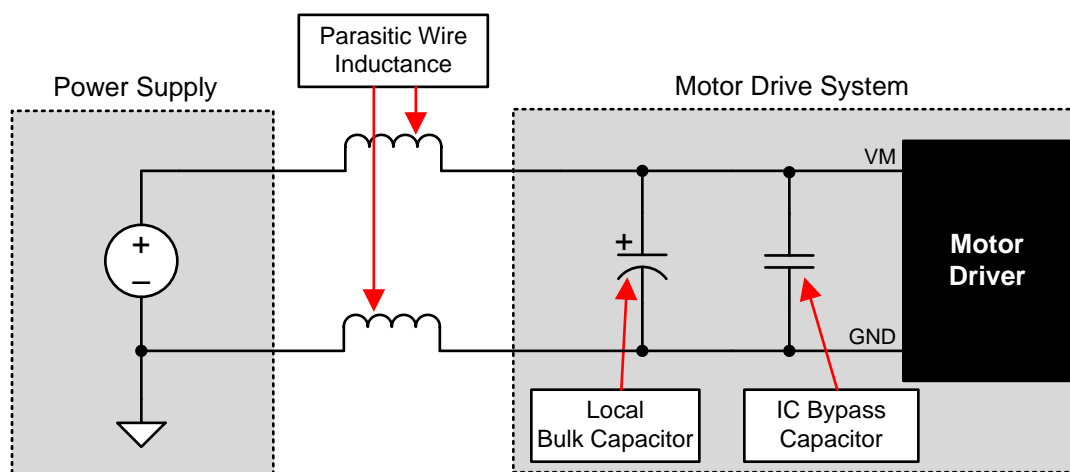 Parasitic Wire
Inductance
Power Supply
Motor Drive System
VM
+
+
–
Motor
Driver
GND
Local
Bulk Capacitor
IC Bypass
Capacitor